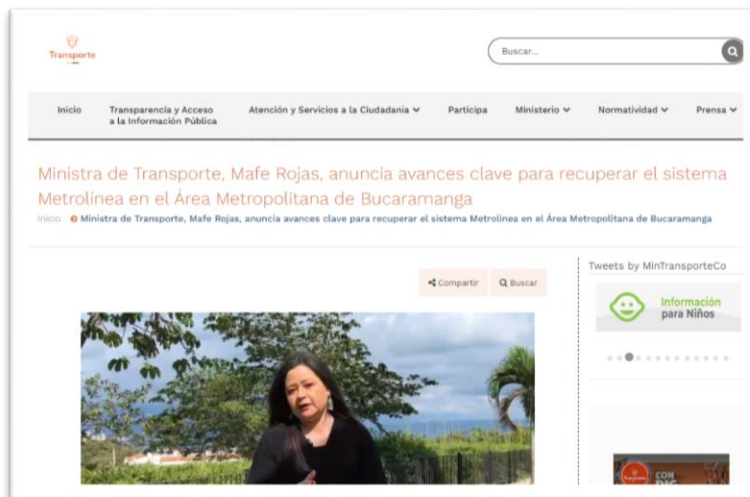 Transporte
Buscar...
Inicio
Transparencia y Acceso
a la Información Pública
Atención y Servicios a la Ciudadanía
Participa
Ministerio
Normatividad
Prensa
Ministra de Transporte, Mafe Rojas, anuncia avances clave para recuperar el sistema
Metrolínea en el Área Metropolitana de Bucaramanga
Inicio Ministra de Transporte, Mafe Rojas, anuncia avances clave para recuperar el sistema Metrolínea en el Área Metropolitana de Bucaramanga
Compartir
Buscar
Tweets by MinTransporteCo
Información
para Niños
Transporte
CON